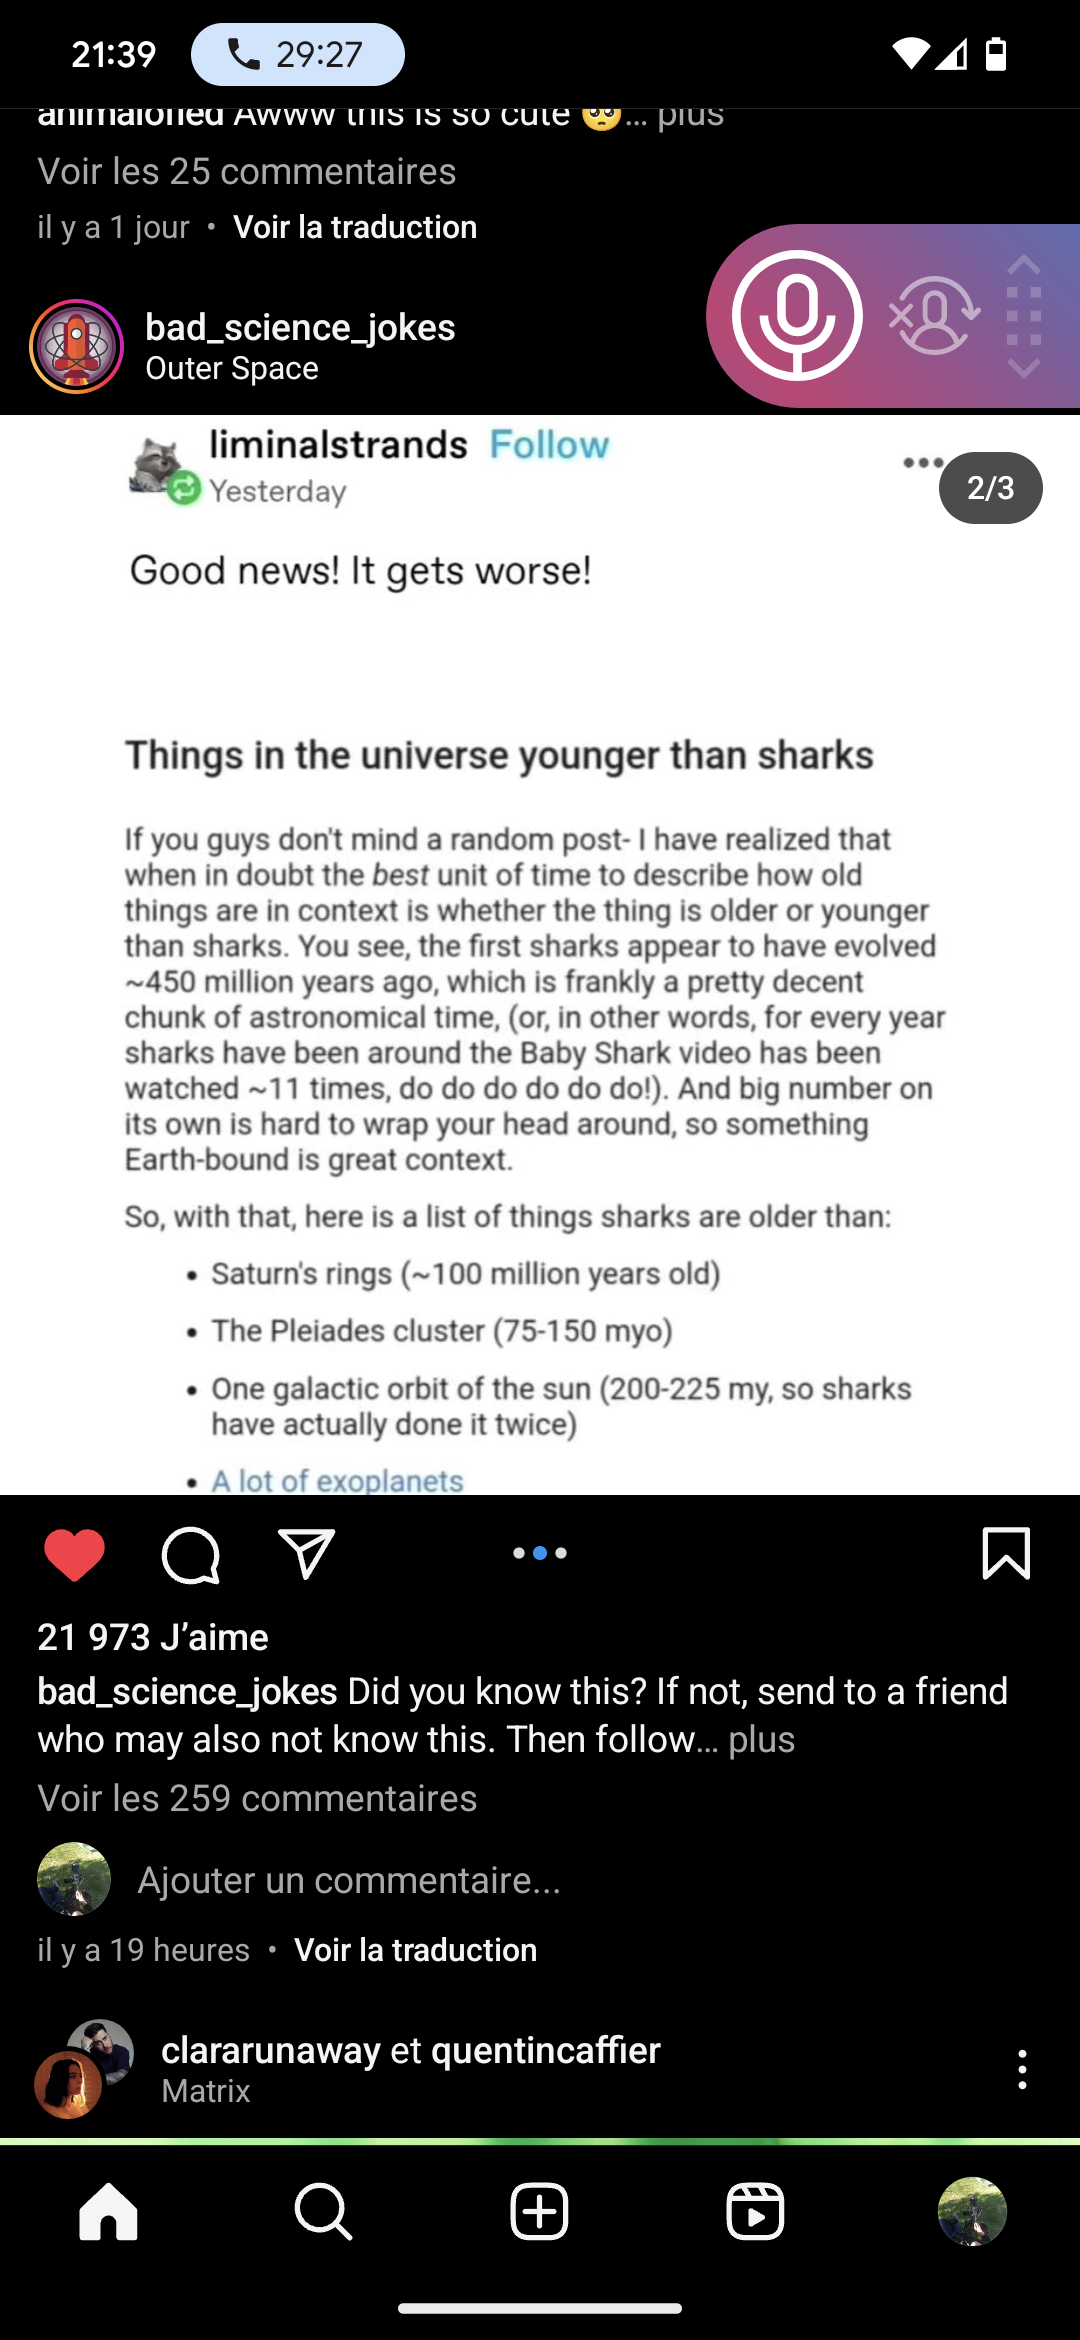 21:39 29:27
animalofied Awww this is so cute 🥺... plus
Voir les 25 commentaires
il y a 1 jour • Voir la traduction
bad_science_jokes
Outer Space
liminalstrands Follow
Yesterday
2/3
Good news! It gets worse!
Things in the universe younger than sharks
If you guys don't mind a random post- I have realized that
when in doubt the best unit of time to describe how old
things are in context is whether the thing is older or younger
than sharks. You see, the first sharks appear to have evolved
~450 million years ago, which is frankly a pretty decent
chunk of astronomical time, (or, in other words, for every year
sharks have been around the Baby Shark video has been
watched ~11 times, do do do do do do!). And big number on
its own is hard to wrap your head around, so something
Earth-bound is great context.
So, with that, here is a list of things sharks are older than:
• Saturn's rings (~100 million years old)
• The Pleiades cluster (75-150 myo)
• One galactic orbit of the sun (200-225 my, so sharks
have actually done it twice)
• A lot of exoplanets
21 973 J’aime
bad_science_jokes Did you know this? If not, send to a friend
who may also not know this. Then follow... plus
Voir les 259 commentaires
Ajouter un commentaire...
il y a 19 heures • Voir la traduction
clararunaway et quentincaffier
Matrix